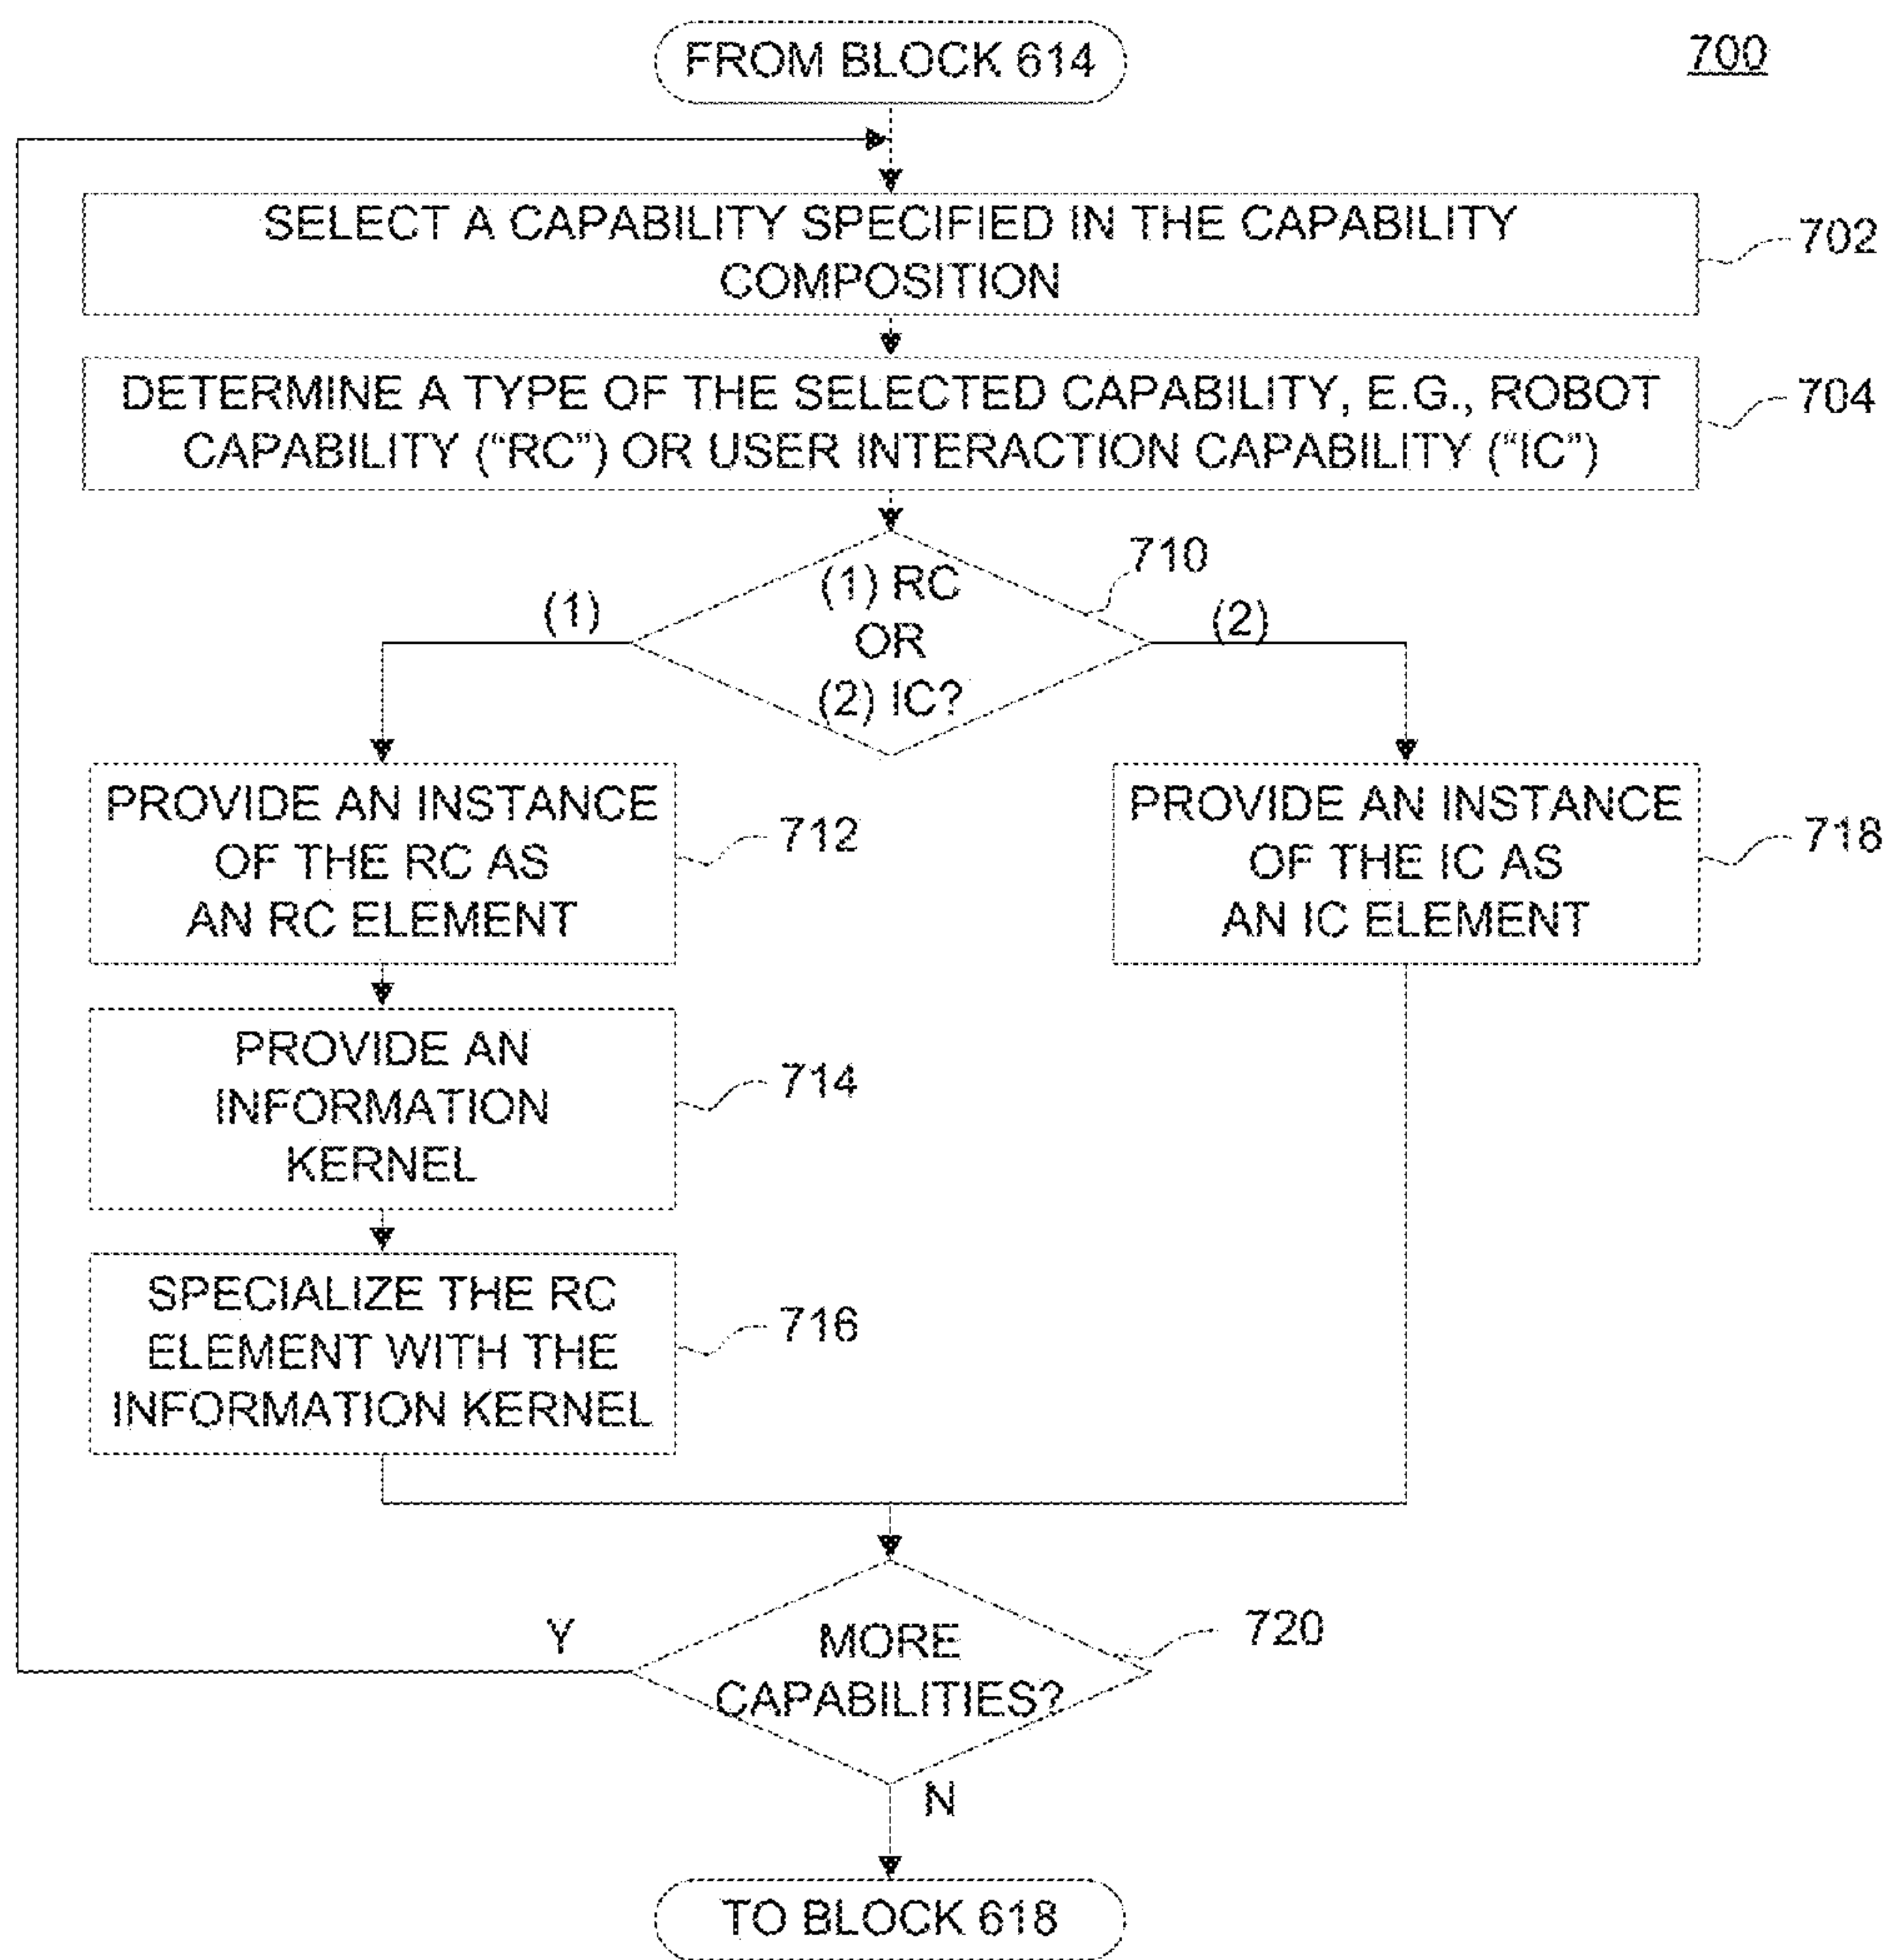 FROM BLOCK 614
700
SELECT A CAPABILITY SPECIFIED IN THE CAPABILITY
COMPOSITION
702
DETERMINE A TYPE OF THE SELECTED CAPABILITY, E.G., ROBOT
CAPABILITY ("RC") OR USER INTERACTION CAPABILITY ("IC")
704
710
(1) RC
OR
(2) IC?
(1)
(2)
PROVIDE AN INSTANCE
OF THE RC AS
AN RC ELEMENT
712
PROVIDE AN INSTANCE
OF THE IC AS
AN IC ELEMENT
718
PROVIDE AN
INFORMATION
KERNEL
714
SPECIALIZE THE RC
ELEMENT WITH THE
INFORMATION KERNEL
716
Y
MORE
CAPABILITIES?
720
N
TO BLOCK 618